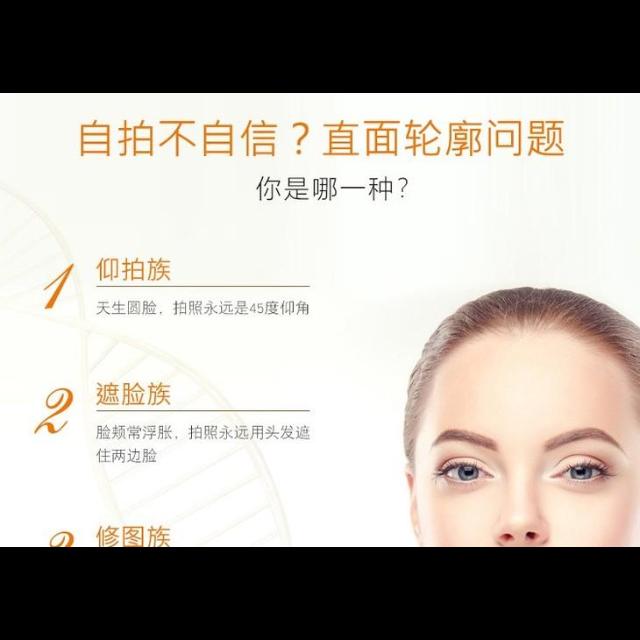 自拍不自信？直面轮廓问题
你是哪一种？
1 仰拍族
天生圆脸，拍照永远是45度仰角
2 遮脸族
脸颊常浮胀，拍照永远用头发遮
住两边脸
3 修图族